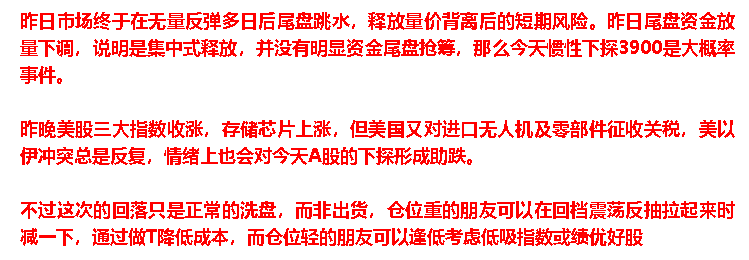 昨日市场终于在无量反弹多日后尾盘跳水，释放量价背离后的短期风险。昨日尾盘资金放
量下调，说明是集中式释放，并没有明显资金尾盘抢筹，那么今天惯性下探3900是大概率
事件。
昨晚美股三大指数收涨，存储芯片上涨，但美国又对进口无人机及零部件征收关税，美以
伊冲突总是反复，情绪上也会对今天A股的下探形成助跌。
不过这次的回落只是正常的洗盘，而非出货，仓位重的朋友可以在回档震荡反抽拉起来时
减一下，通过做T降低成本，而仓位轻的朋友可以逢低考虑低吸指数或绩优好股